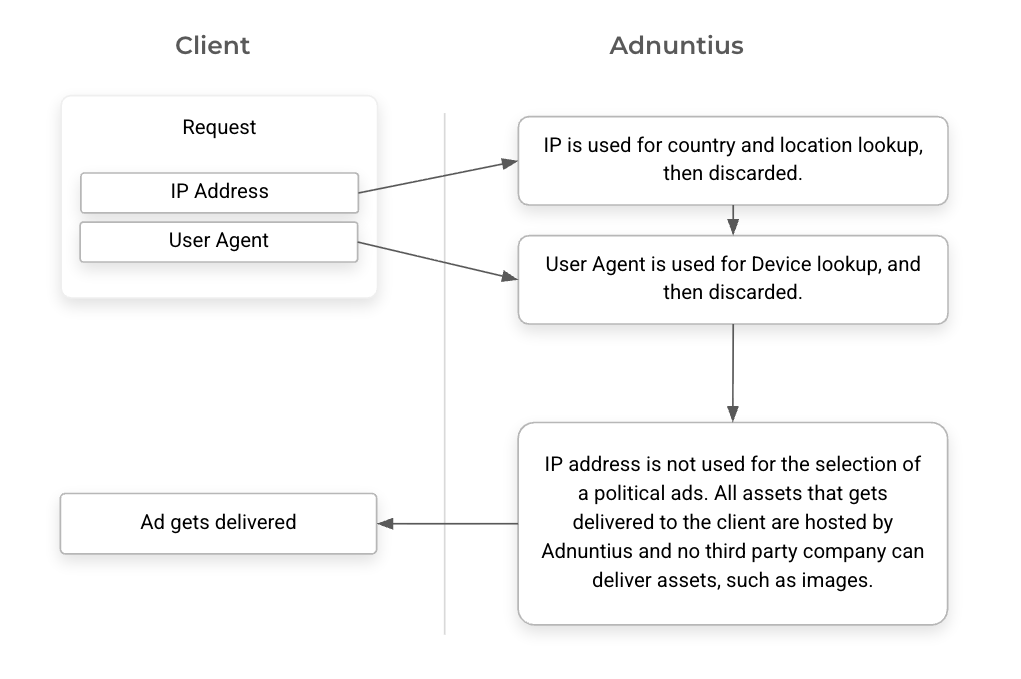 Client
Adnuntius
Request
IP Address
User Agent
IP is used for country and location lookup,
then discarded.
User Agent is used for Device lookup, and
then discarded.
IP address is not used for the selection of
a political ads. All assets that gets
delivered to the client are hosted by
Adnuntius and no third party company can
deliver assets, such as images.
Ad gets delivered